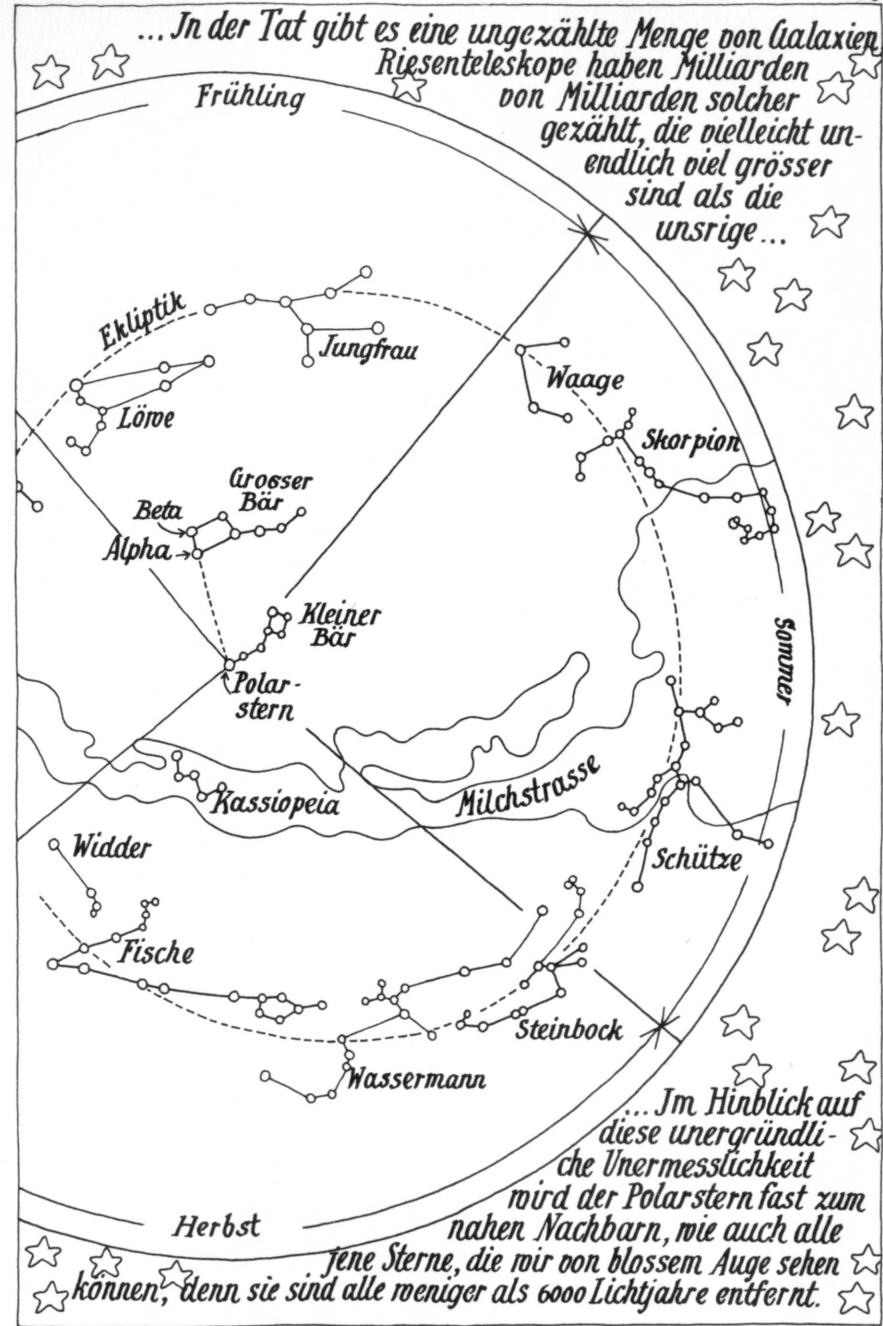 ...Jn der Tat gibt es eine ungezählte Menge von Galaxien
Riesenteleskope haben Milliarden
von Milliarden solcher
gezählt, die vielleicht un-
endlich viel grösser
sind als die
unsrige...
Frühling
Ekliptik
Jungfrau
Löwe
Waage
Skorpion
Grosser
Bär
Beta
Alpha
Kleiner
Bär
Polar-
stern
Sommer
Kassiopeia
Milchstrasse
Widder
Schütze
Fische
Steinbock
Wassermann
...Jm Hinblick auf
diese unergründli-
che Unermesslichkeit
wird der Polarstern fast zum
nahen Nachbarn, wie auch alle
jene Sterne, die wir von blossem Auge sehen
können, denn sie sind alle weniger als 6000 Lichtjahre entfernt.
Herbst